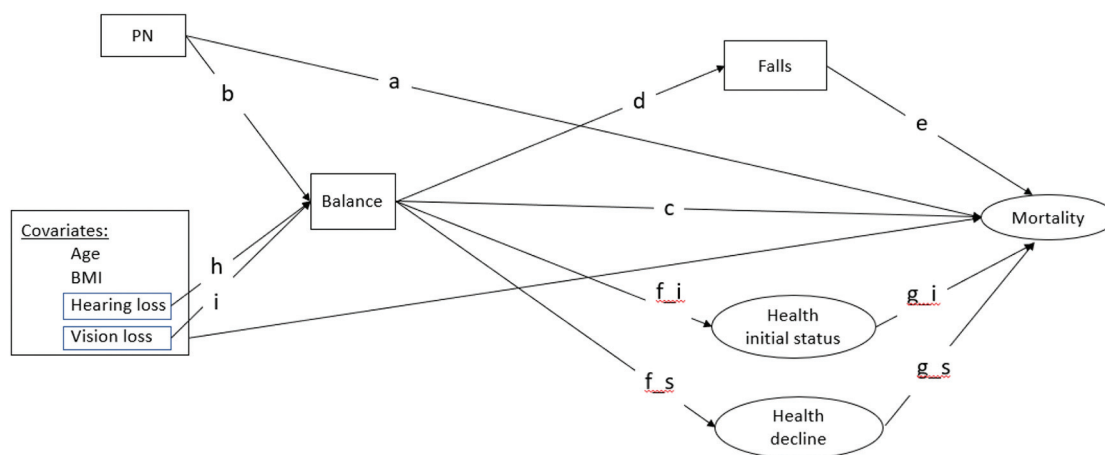 PN
a
b
Falls
d
e
Balance
c
Mortality
Covariates:
Age
BMI
Hearing loss
Vision loss
h
i
f_i
g_i
Health
initial status
f_s
g_s
Health
decline